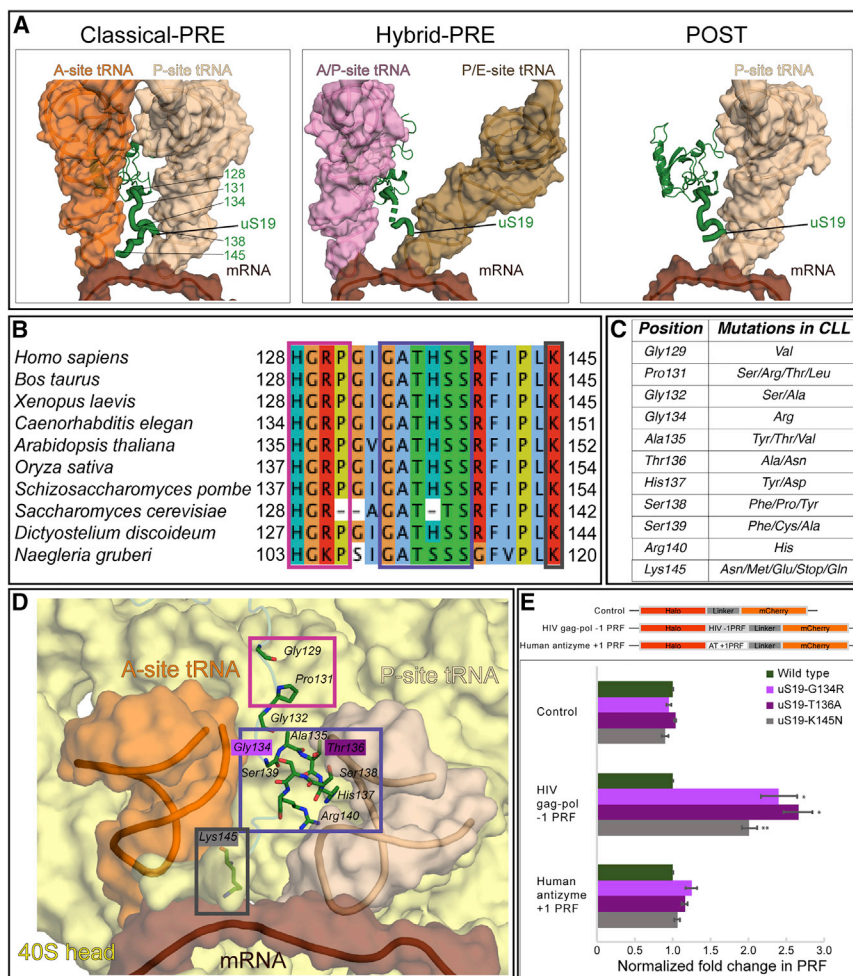 A
Classical-PRE
Hybrid-PRE
POST
A-site tRNA
P-site tRNA
128
131
134
uS19
138
145
mRNA
A/P-site tRNA
P/E-site tRNA
uS19
mRNA
P-site tRNA
uS19
mRNA
B
Homo sapiens 128 HGRPGIGATHSSRFIPLK 145
Bos taurus 128 HGRPGIGATHSSRFIPLK 145
Xenopus laevis 128 HGRPGIGATHSSRFIPLK 145
Caenorhabditis elegan 134 HGRPGIGATHSSRFIPLK 151
Arabidopsis thaliana 135 HGRPGVGATHSSRFIPLK 152
Oryza sativa 137 HGRPGIGATHSSRFIPLK 154
Schizosaccharomyces pombe 137 HGRPGIGATHSSRFIPLK 154
Saccharomyces cerevisiae 128 HGR--AGAT-TSRFIPLK 142
Dictyostelium discoideum 127 HGRPGIGATHSSRFIPLK 144
Naegleria gruberi 103 HGKPSIGATSSSGFVPLK 120
C
Position Mutations in CLL
Gly129 Val
Pro131 Ser/Arg/Thr/Leu
Gly132 Ser/Ala
Gly134 Arg
Ala135 Tyr/Thr/Val
Thr136 Ala/Asn
His137 Tyr/Asp
Ser138 Phe/Pro/Tyr
Ser139 Phe/Cys/Ala
Arg140 His
Lys145 Asn/Met/Glu/Stop/Gln
D
A-site tRNA
P-site tRNA
Gly129
Pro131
Gly132
Ala135
Gly134
Thr136
Ser139
Ser138
His137
Arg140
Lys145
40S head
mRNA
E
Control Halo Linker mCherry
HIV gag-pol -1 PRF Halo HIV -1PRF Linker mCherry
Human antizyme +1 PRF Halo AT +1PRF Linker mCherry
Wild type
uS19-G134R
uS19-T136A
uS19-K145N
Control
HIV
gag-pol
-1 PRF
*
*
**
Human
antizyme
+1 PRF
0 0.5 1.0 1.5 2.0 2.5 3.0
Normalized fold change in PRF